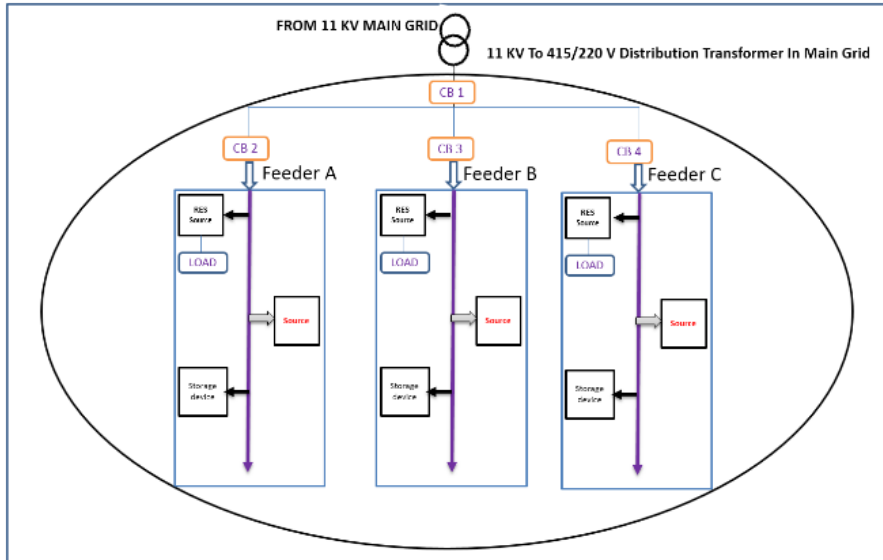 FROM 11 KV MAIN GRID
11 KV To 415/220 V Distribution Transformer In Main Grid
CB 1
CB 2
CB 3
CB 4
Feeder A
Feeder B
Feeder C
RES
Source
LOAD
Source
Storage
device
RES
Source
LOAD
Source
Storage
device
RES
Source
LOAD
Source
Storage
device